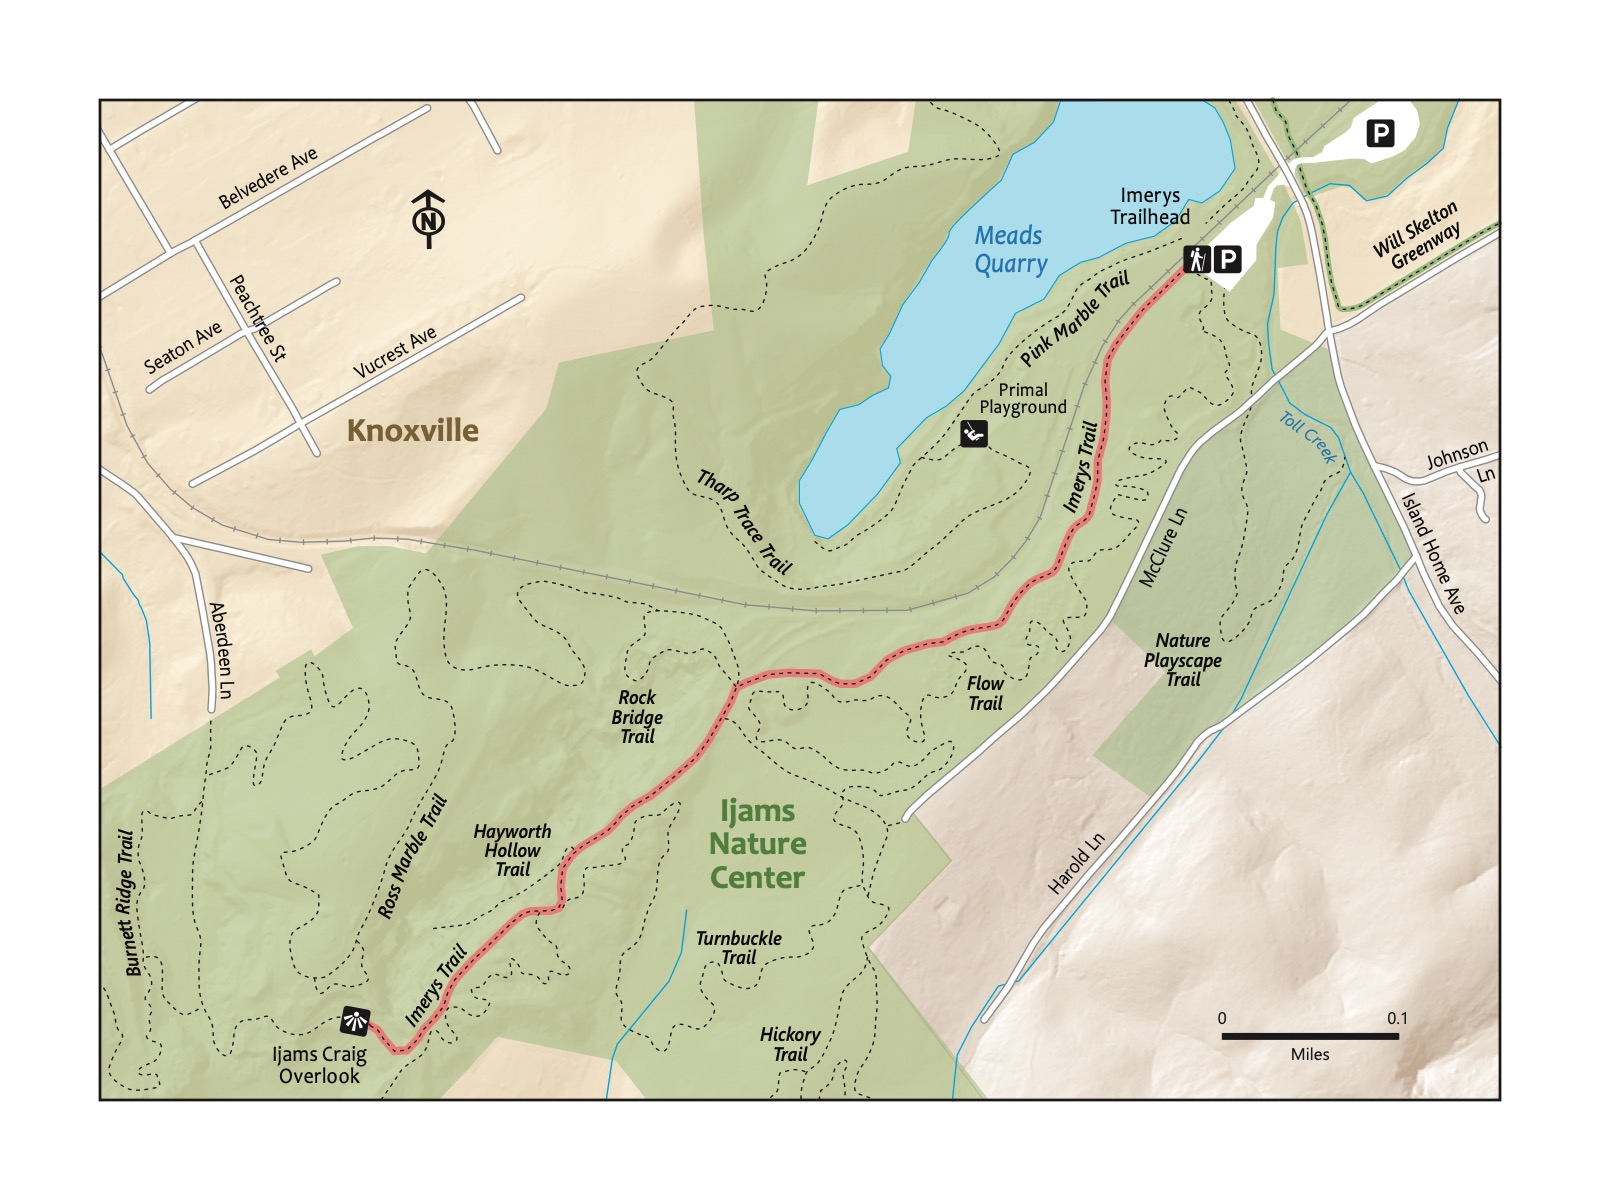 P
Belvedere Ave
Imerys
Trailhead
Will Skelton
Greenway
N
Meads
Quarry
P
Peachtree St
Pink Marble Trail
Seaton Ave
Vucrest Ave
Primal
Playground
Knoxville
Toll Creek
Johnson
Ln
Imerys Trail
Tharp Trace Trail
McClure Ln
Island Home Ave
Aberdeen Ln
Nature
Playscape
Trail
Rock
Bridge
Trail
Flow
Trail
Ijams
Nature
Center
Hayworth
Hollow
Trail
Ross Marble Trail
Burnett Ridge Trail
Harold Ln
Turnbuckle
Trail
Imerys Trail
Hickory
Trail
Ijams Craig
Overlook
0 0.1
Miles